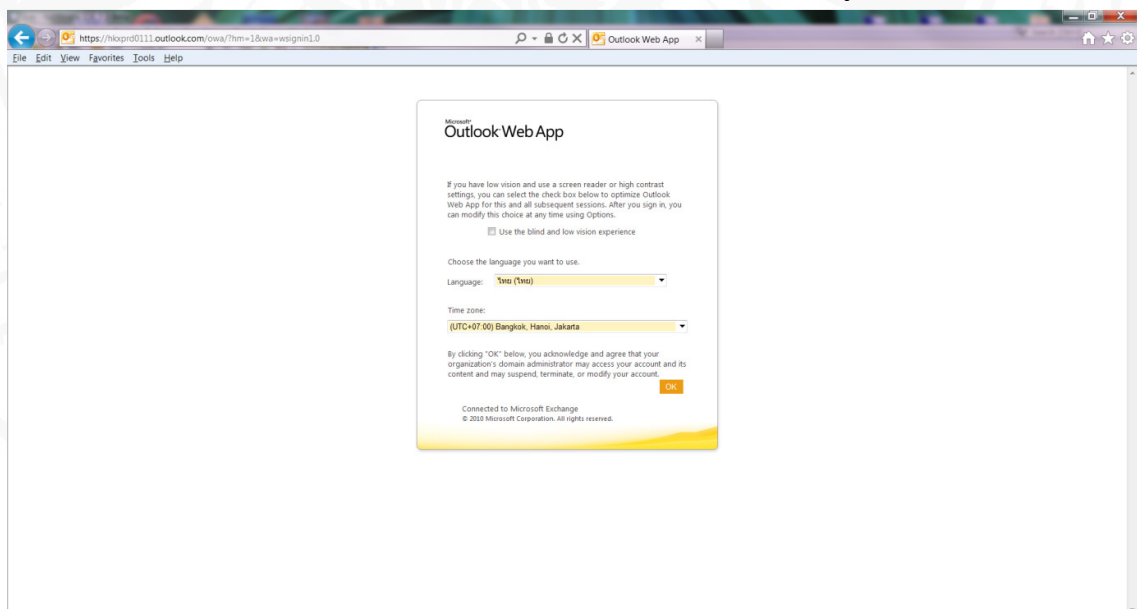 https://hkxprd0111.outlook.com/owa/?hm=1&wa=wsignin1.0
Outlook Web App
File Edit View Favorites Tools Help
Microsoft®
Outlook Web App
If you have low vision and use a screen reader or high contrast
settings, you can select the check box below to optimize Outlook
Web App for this and all subsequent sessions. After you sign in, you
can modify this choice at any time using Options.
Use the blind and low vision experience
Choose the language you want to use.
Language: ไทย (ไทย)
Time zone:
(UTC+07:00) Bangkok, Hanoi, Jakarta
By clicking "OK" below, you acknowledge and agree that your
organization's domain administrator may access your account and its
content and may suspend, terminate, or modify your account.
OK
Connected to Microsoft Exchange
© 2010 Microsoft Corporation. All rights reserved.